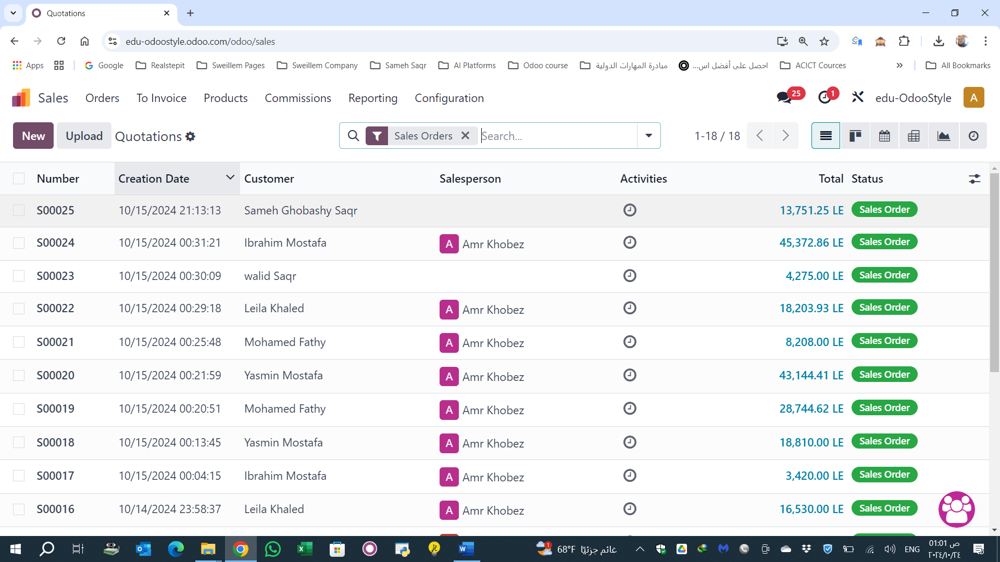 Quotations
edu-odoostyle.odoo.com/odoo/sales
Apps Google Realstepit Sweillem Pages Sweillem Company Sameh Saqr AI Platforms Odoo course مبادرة المهارات الدولية احصل على أفضل اس... ACICT Cources » All Bookmarks
Sales Orders To Invoice Products Commissions Reporting Configuration 25 1 edu-OdooStyle A
New Upload Quotations Sales Orders Search... 1-18 / 18
Number Creation Date Customer Salesperson Activities Total Status
S00025 10/15/2024 21:13:13 Sameh Ghobashy Saqr 13,751.25 LE Sales Order
S00024 10/15/2024 00:31:21 Ibrahim Mostafa A Amr Khobez 45,372.86 LE Sales Order
S00023 10/15/2024 00:30:09 walid Saqr 4,275.00 LE Sales Order
S00022 10/15/2024 00:29:18 Leila Khaled A Amr Khobez 18,203.93 LE Sales Order
S00021 10/15/2024 00:25:48 Mohamed Fathy A Amr Khobez 8,208.00 LE Sales Order
S00020 10/15/2024 00:21:59 Yasmin Mostafa A Amr Khobez 43,144.41 LE Sales Order
S00019 10/15/2024 00:20:51 Mohamed Fathy A Amr Khobez 28,744.62 LE Sales Order
S00018 10/15/2024 00:13:45 Yasmin Mostafa A Amr Khobez 18,810.00 LE Sales Order
S00017 10/15/2024 00:04:15 Ibrahim Mostafa A Amr Khobez 3,420.00 LE Sales Order
S00016 10/14/2024 23:58:37 Leila Khaled A Amr Khobez 16,530.00 LE Sales Order
1 68°F غائم جزئيًا ENG 01:01 ص
٢٠٢٤/١٠/٢٤